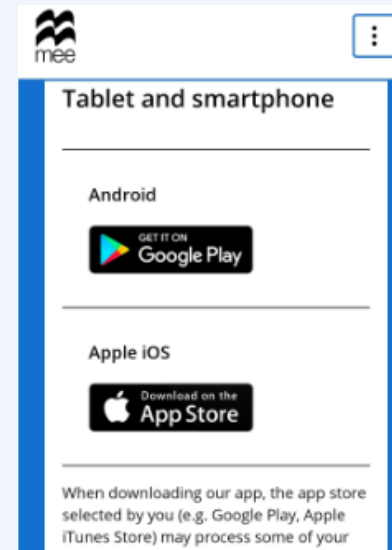 mee
Tablet and smartphone
Android
GET IT ON
Google Play
Apple iOS
Download on the
App Store
When downloading our app, the app store
selected by you (e.g. Google Play, Apple
iTunes Store) may process some of your